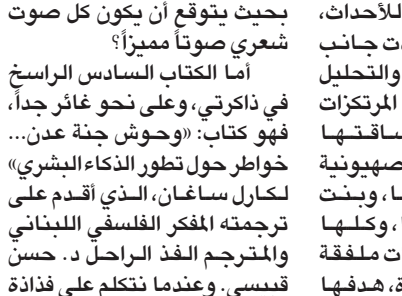 بحيث يتوقع أن يكون كل صوت
شعري صوتاً مميزاً؟
أما الكتاب السادس الراسخ
في ذاكرتي، وعلى نحو غائر جداً،
فهو كتاب: «وحوش جنة عدن...
خواطر حول تطور الذكاء البشري»
لكارل ساغان، الذي أقدم على
ترجمته المفكر الفلسفي اللبناني
والمترجم الفذ الراحل د. حسن
قبيسي. وعندما نتكلم على فذاذة
للأحداث،
جانب
والتحليل
المرتكزات
ساقتها
صهيونية
ـا، وبنت
، وكلها
ات ملفقة
ة، هدفها